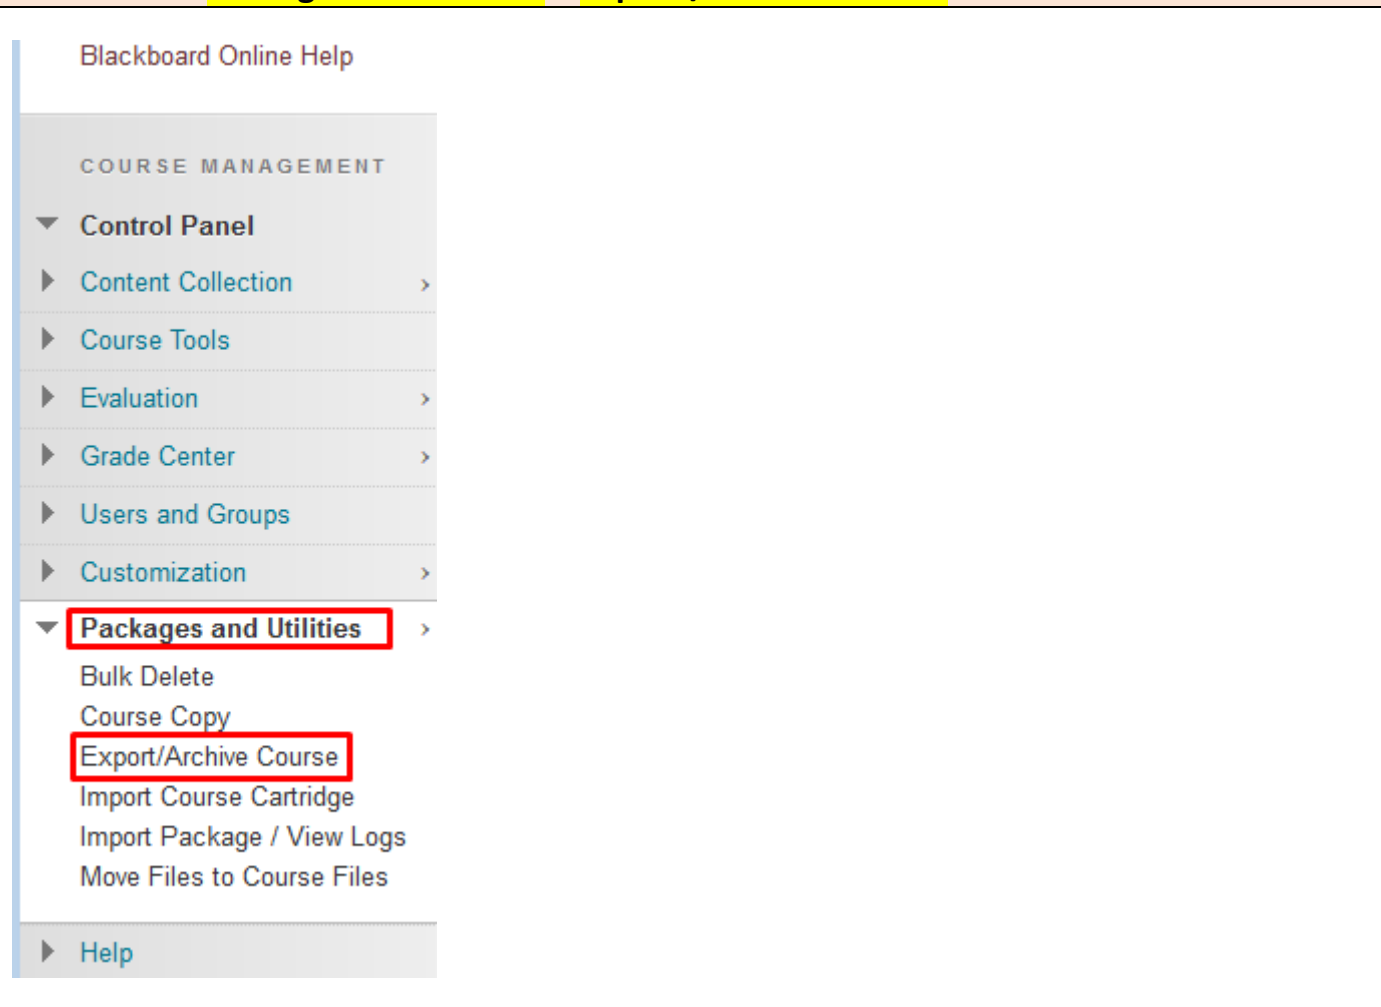 Blackboard Online Help
COURSE MANAGEMENT
Control Panel
Content Collection
Course Tools
Evaluation
Grade Center
Users and Groups
Customization
Packages and Utilities
Bulk Delete
Course Copy
Export/Archive Course
Import Course Cartridge
Import Package / View Logs
Move Files to Course Files
Help